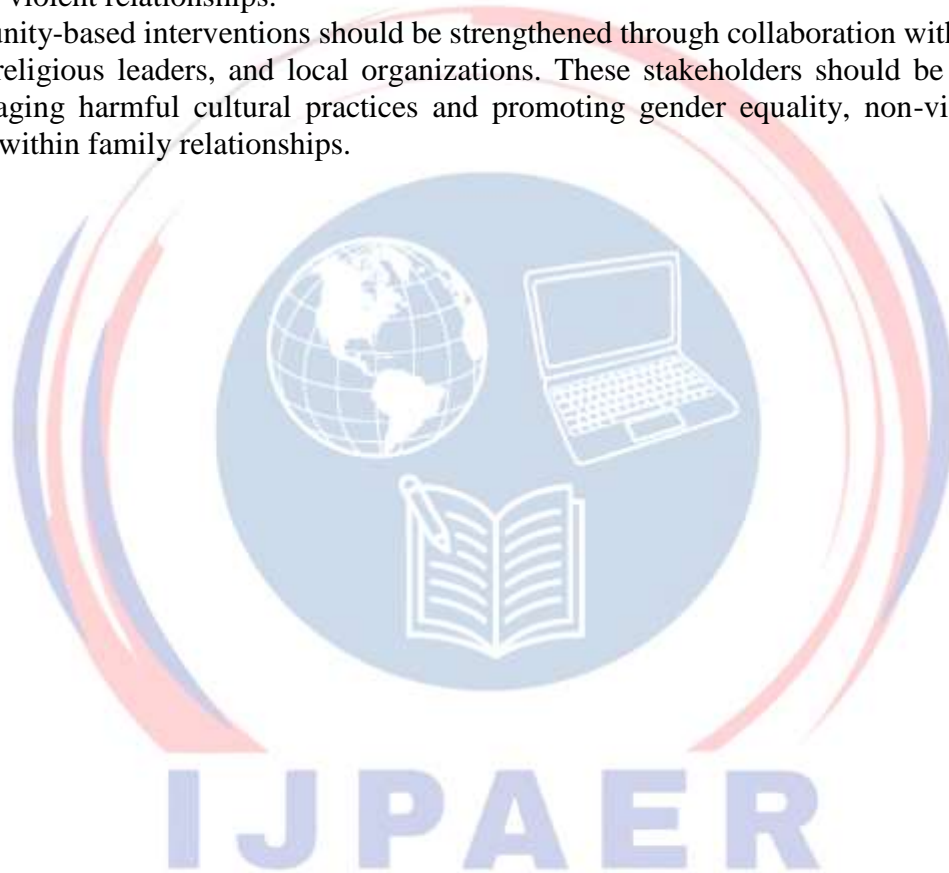 violent relationships.
unity-based interventions should be strengthened through collaboration with
religious leaders, and local organizations. These stakeholders should be
aging harmful cultural practices and promoting gender equality, non-vi
within family relationships.
IJPAER